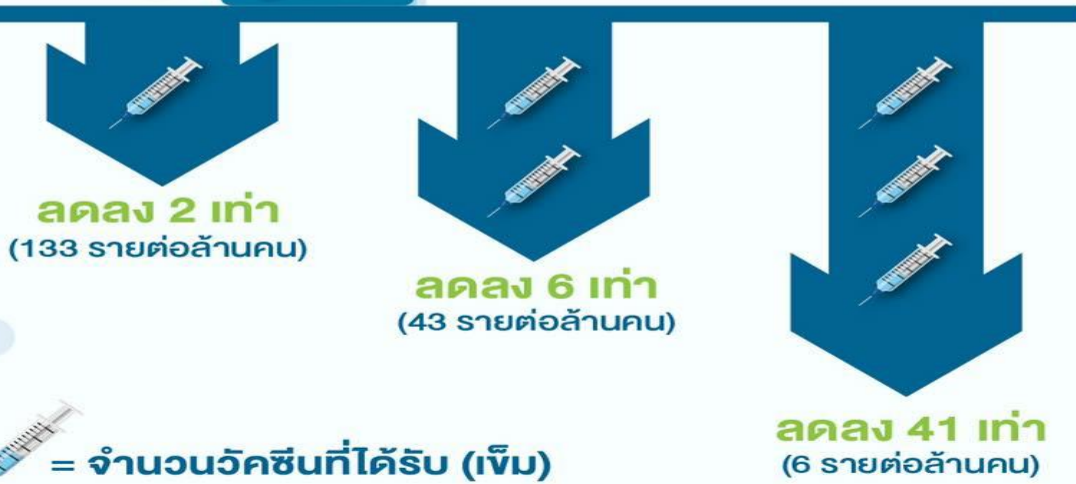 ลดลง 2 เท่า
(133 รายต่อล้านคน)
ลดลง 6 เท่า
(43 รายต่อล้านคน)
ลดลง 41 เท่า
(6 รายต่อล้านคน)
= จำนวนวัคซีนที่ได้รับ (เข็ม)